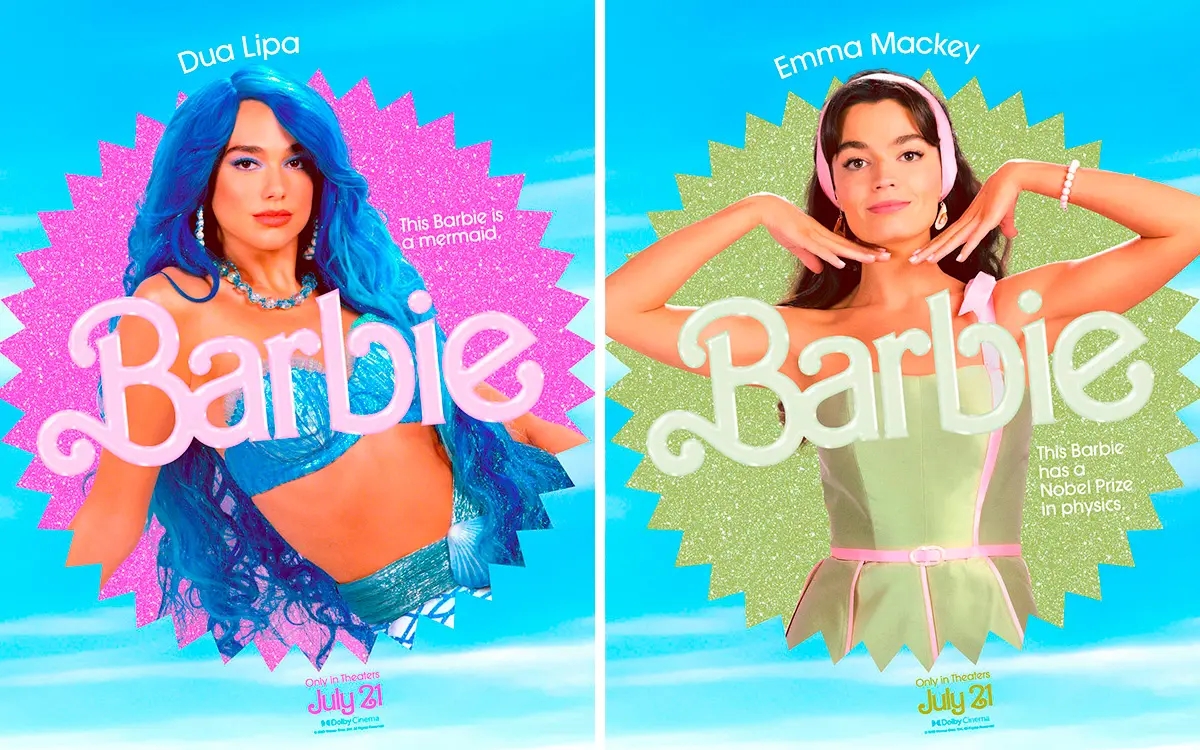 Dua Lipa
This Barbie is
a mermaid
Barbie
Only in Theaters
July 21
Dolby Cinema
Emma Mackey
Barbie
This Barbie
has a
Nobel Prize
in physics.
Only in Theaters
July 21
Dolby Cinema